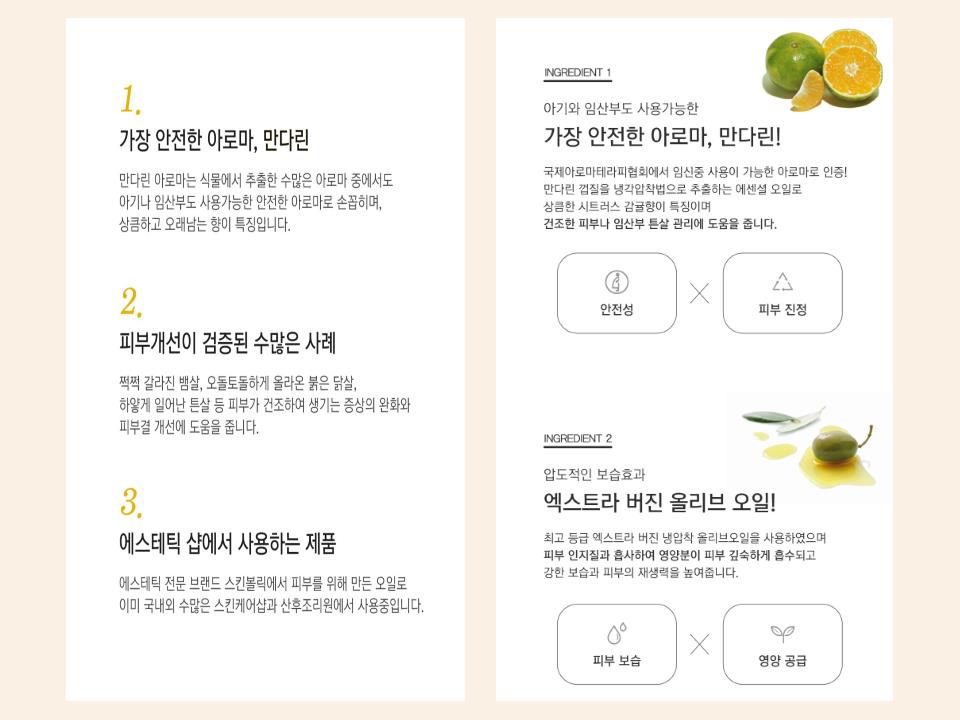 1.
가장 안전한 아로마, 만다린
만다린 아로마는 식물에서 추출한 수많은 아로마 중에서도
아기나 임산부도 사용가능한 안전한 아로마로 손꼽히며,
상큼하고 오래남는 향이 특징입니다.
2.
피부개선이 검증된 수많은 사례
쩍쩍 갈라진 뱀살, 오돌토돌하게 올라온 붉은 닭살,
하얗게 일어난 튼살 등 피부가 건조하여 생기는 증상의 완화와
피부결 개선에 도움을 줍니다.
3.
에스테틱 샵에서 사용하는 제품
에스테틱 전문 브랜드 스킨볼릭에서 피부를 위해 만든 오일로
이미 국내외 수많은 스킨케어샵과 산후조리원에서 사용중입니다.
INGREDIENT 1
아기와 임산부도 사용가능한
가장 안전한 아로마, 만다린!
국제아로마테라피협회에서 임신중 사용이 가능한 아로마로 인증!
만다린 껍질을 냉각압착법으로 추출하는 에센셜 오일로
상큼한 시트러스 감귤향이 특징이며
건조한 피부나 임산부 튼살 관리에 도움을 줍니다.
안전성
피부 진정
INGREDIENT 2
압도적인 보습효과
엑스트라 버진 올리브 오일!
최고 등급 엑스트라 버진 냉압착 올리브오일을 사용하였으며
피부 인지질과 흡사하여 영양분이 피부 깊숙하게 흡수되고
강한 보습과 피부의 재생력을 높여줍니다.
피부 보습
영양 공급